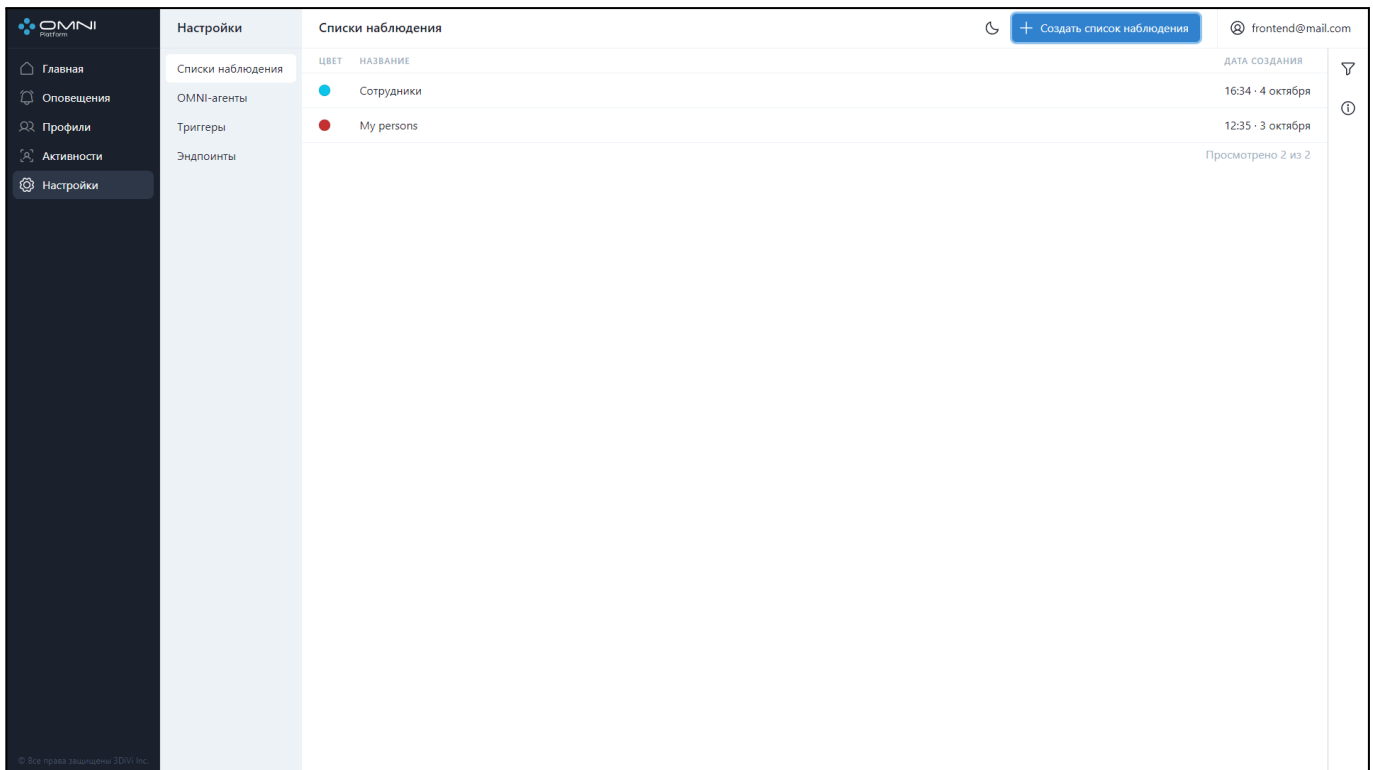 OMNI
Platform
Настройки
Списки наблюдения
Создать список наблюдения
frontend@mail.com
Главная
Оповещения
Профили
Активности
Настройки
Списки наблюдения
OMNI-агенты
Триггеры
Эндпоинты
ЦВЕТ НАЗВАНИЕ ДАТА СОЗДАНИЯ
Сотрудники 16:34 · 4 октября
My persons 12:35 · 3 октября
Просмотрено 2 из 2
© Все права защищены 3DiVi Inc.